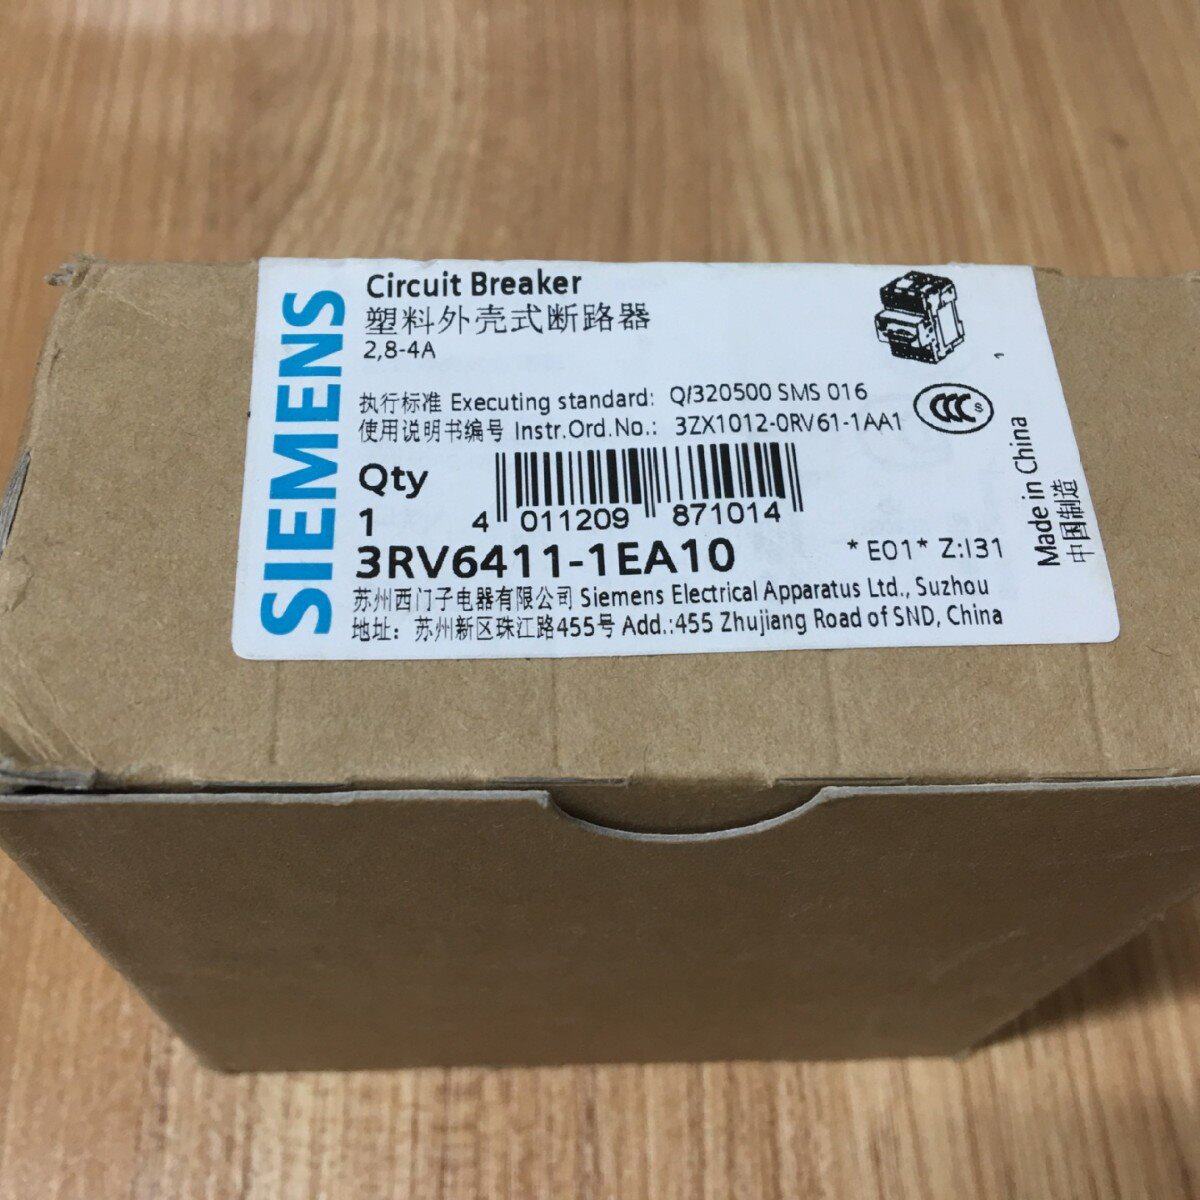 SIEMENS
Circuit Breaker
塑料外壳式断路器
2,8-4A
执行标准 Executing standard: Q/320500 SMS 016
使用说明书编号 Instr.Ord.No.: 3ZX1012-0RV61-1AA1
CCC S
1
Made in China
中国制造
Qty
1
4 011209 871014
3RV6411-1EA10
*E01* Z:I31
苏州西门子电器有限公司 Siemens Electrical Apparatus Ltd., Suzhou
地址: 苏州新区珠江路455号 Add.:455 Zhujiang Road of SND, China